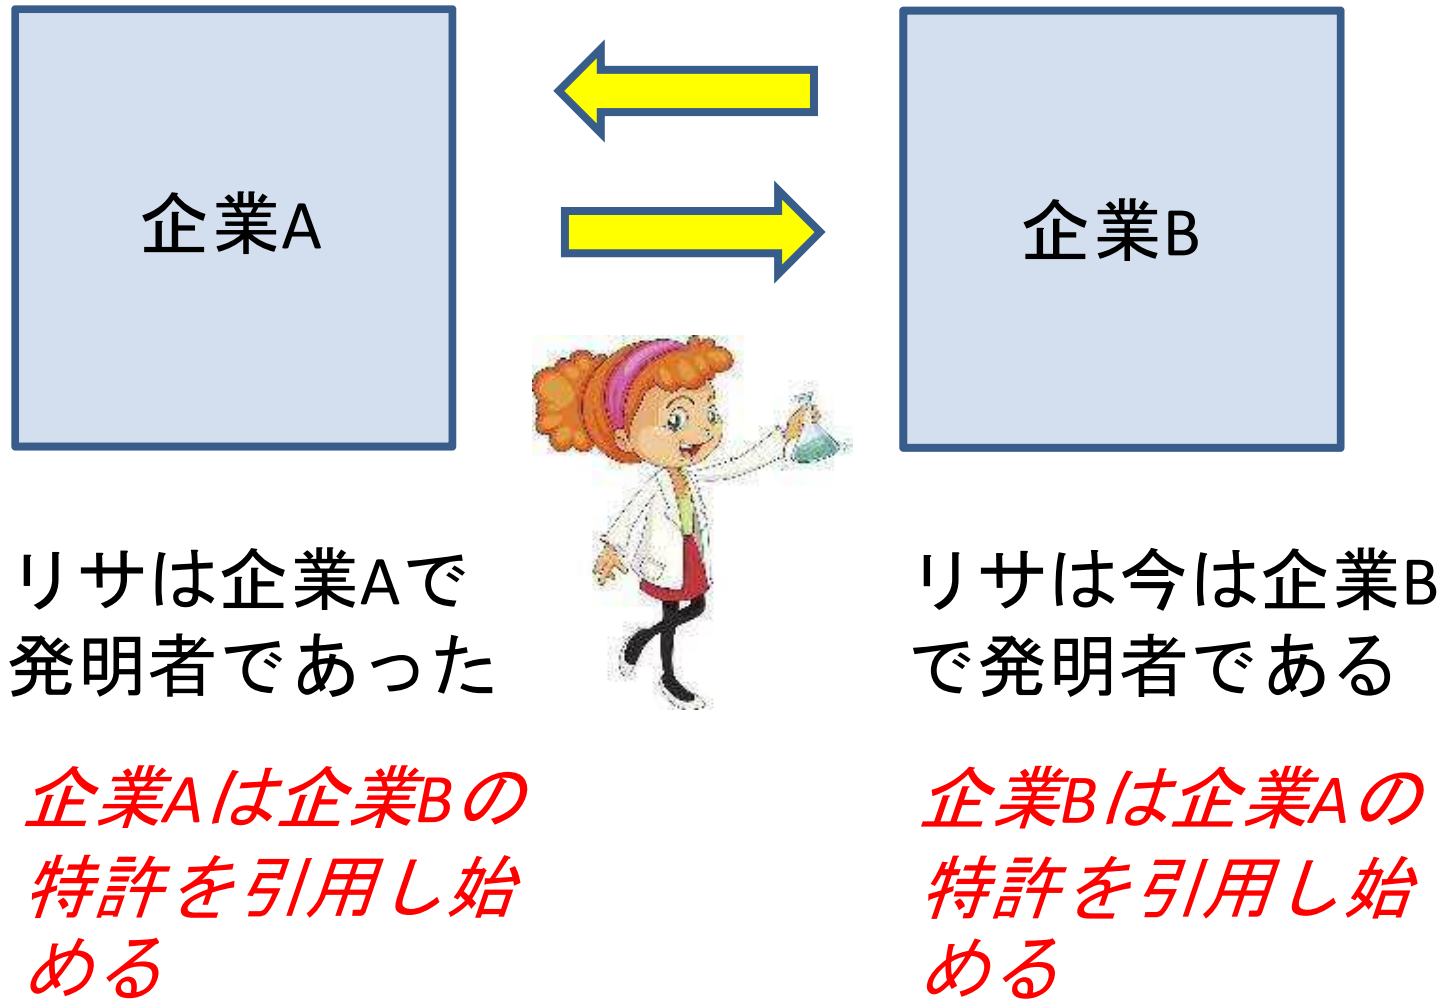 企業A
企業B
リサは企業Aで
発明者であった
リサは今は企業B
で発明者である
企業Aは企業Bの
特許を引用し始
める
企業Bは企業Aの
特許を引用し始
める